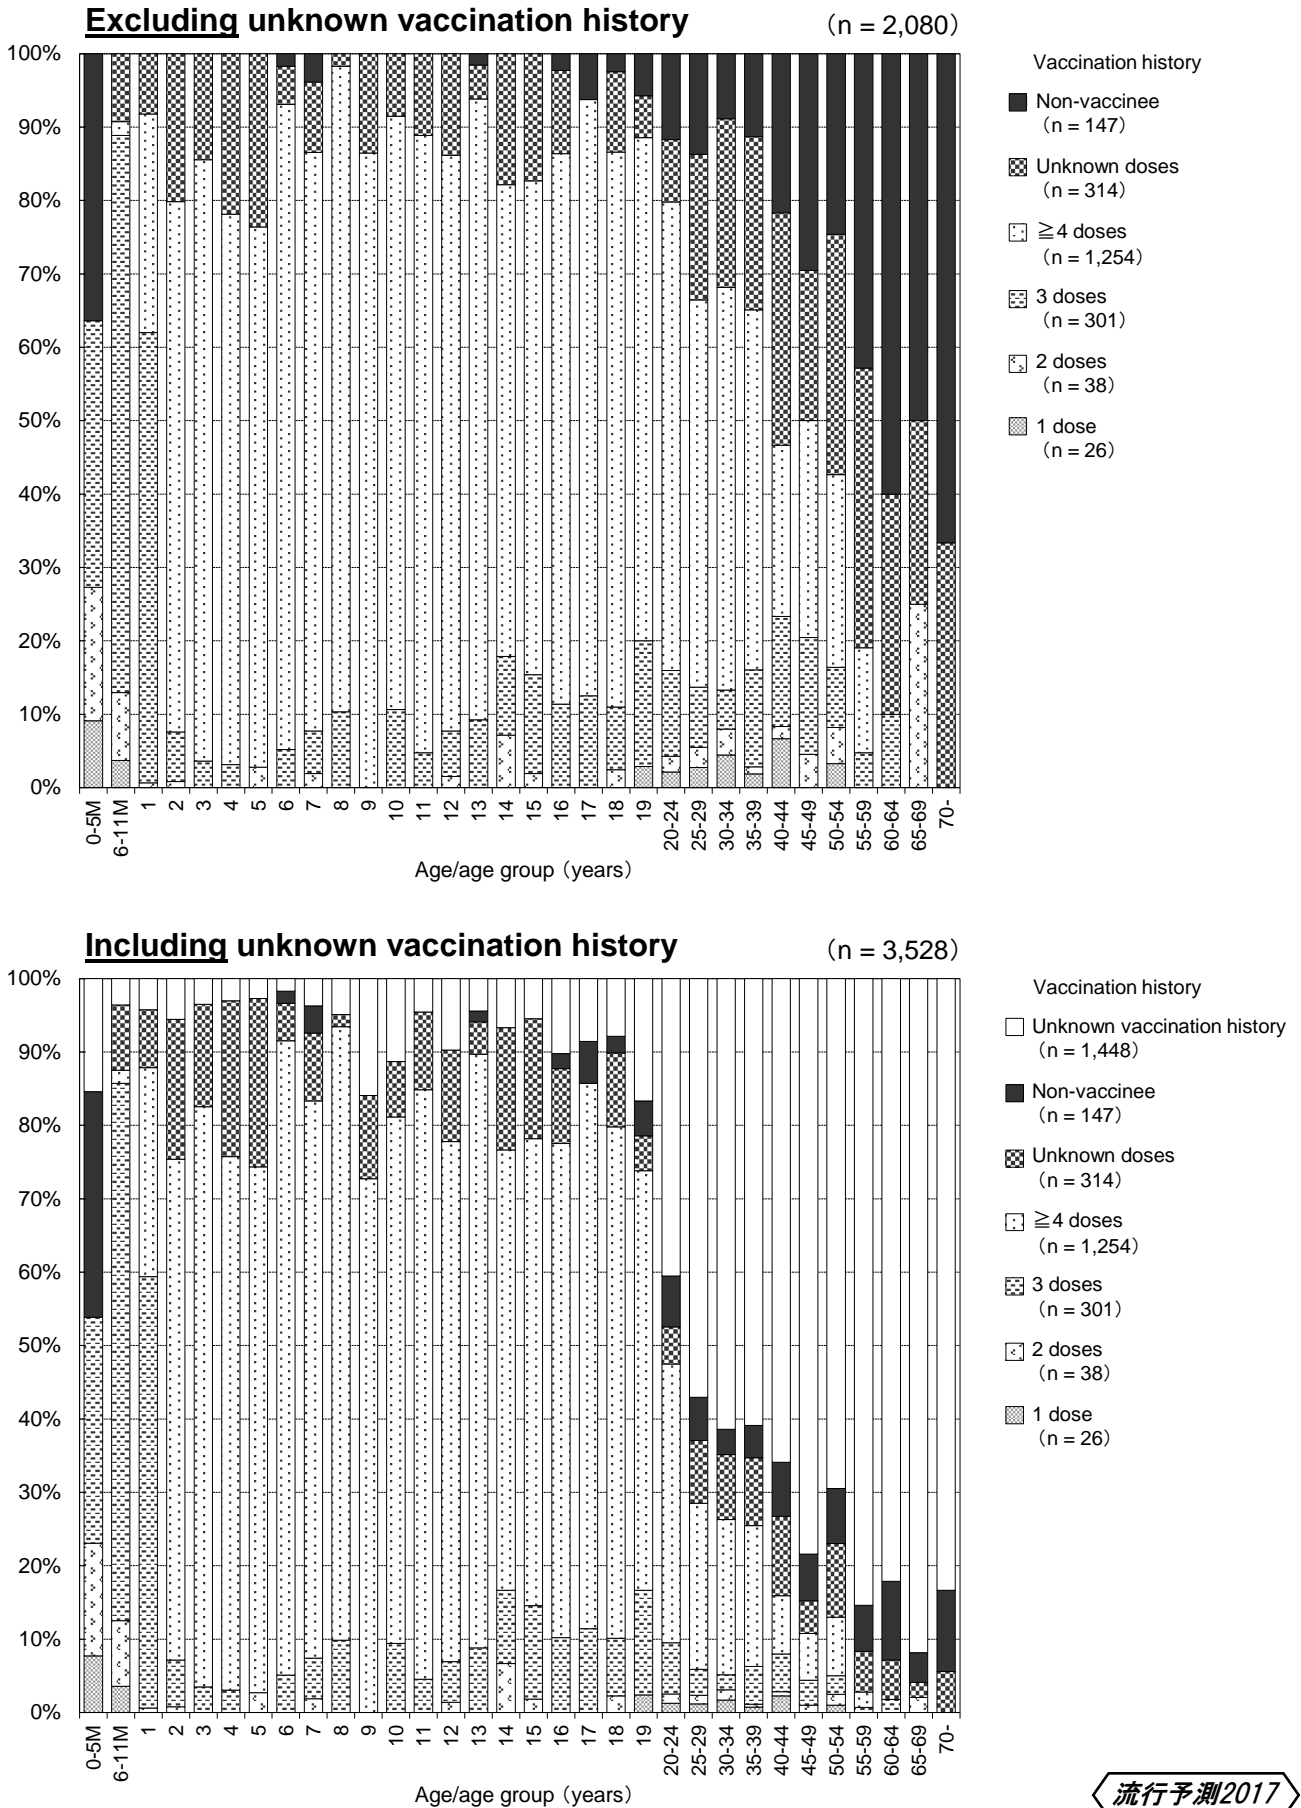 Excluding unknown vaccination history (n = 2,080)
100%
90%
80%
70%
60%
50%
40%
30%
20%
10%
0%
0-5M 6-11M 1 2 3 4 5 6 7 8 9 10 11 12 13 14 15 16 17 18 19 20-24 25-29 30-34 35-39 40-44 45-49 50-54 55-59 60-64 65-69 70-
Age/age group (years)
Vaccination history
Non-vaccinee
(n = 147)
Unknown doses
(n = 314)
≧4 doses
(n = 1,254)
3 doses
(n = 301)
2 doses
(n = 38)
1 dose
(n = 26)
Including unknown vaccination history (n = 3,528)
100%
90%
80%
70%
60%
50%
40%
30%
20%
10%
0%
0-5M 6-11M 1 2 3 4 5 6 7 8 9 10 11 12 13 14 15 16 17 18 19 20-24 25-29 30-34 35-39 40-44 45-49 50-54 55-59 60-64 65-69 70-
Age/age group (years)
Vaccination history
Unknown vaccination history
(n = 1,448)
Non-vaccinee
(n = 147)
Unknown doses
(n = 314)
≧4 doses
(n = 1,254)
3 doses
(n = 301)
2 doses
(n = 38)
1 dose
(n = 26)
流行予測2017